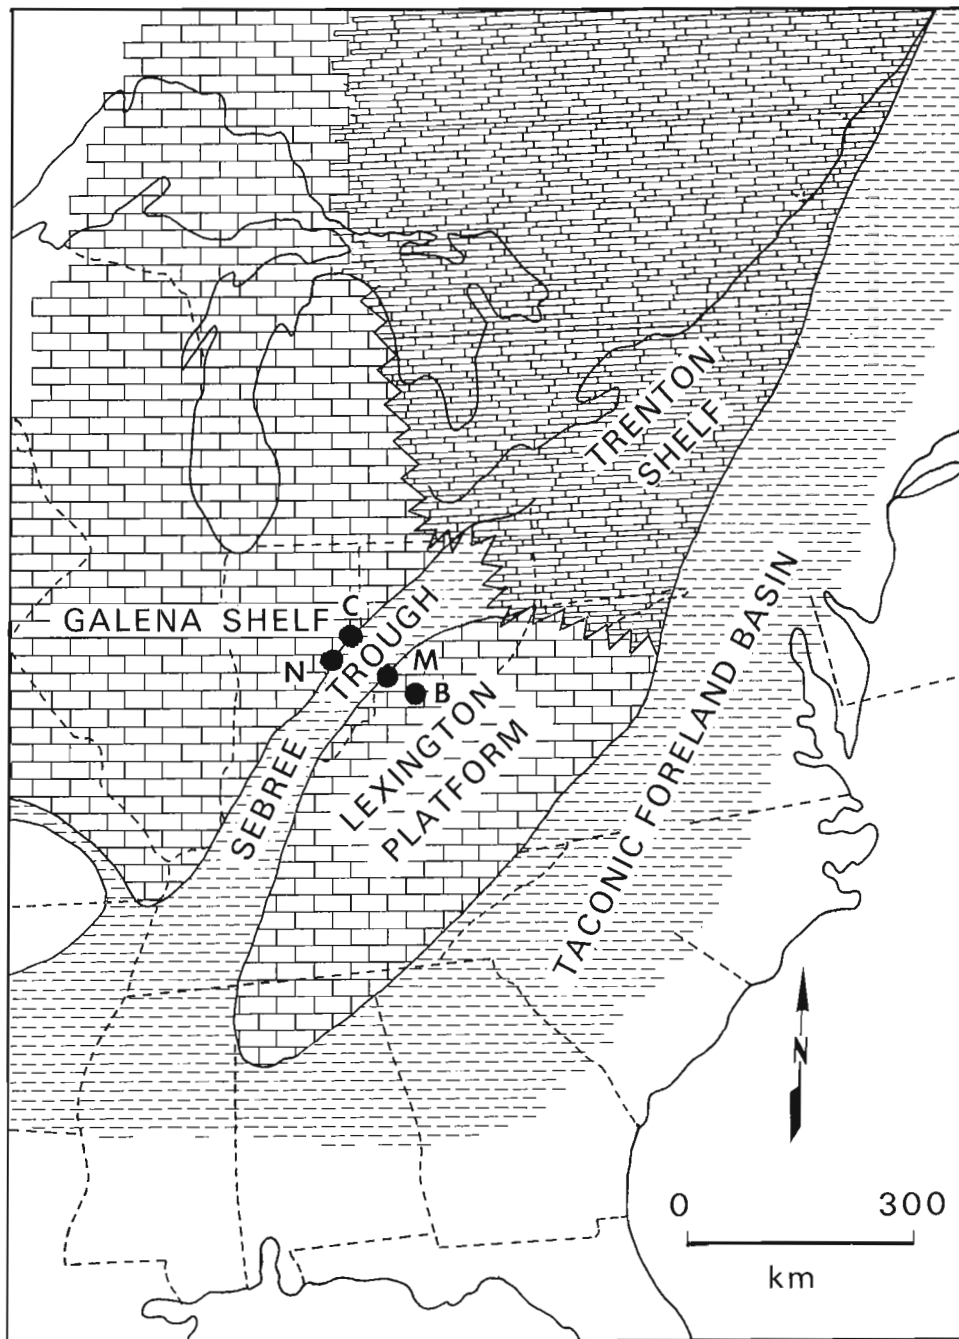 TRENTON
SHELF
GALENA SHELF
C
N
M
B
SEBREE TROUGH
LEXINGTON
PLATFORM
TACONIC FORELAND BASIN
N
0 300
km